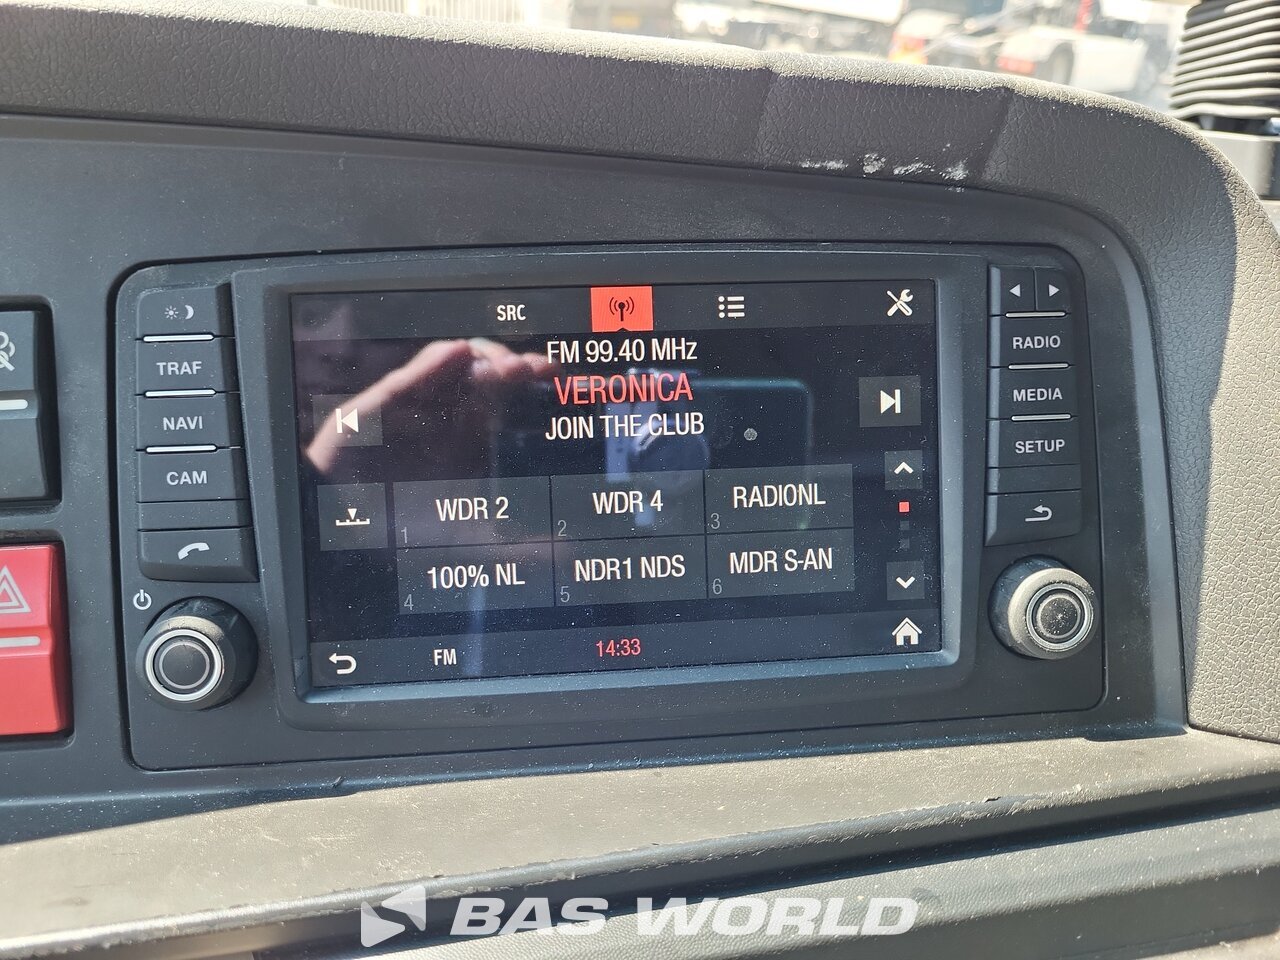 SRC
FM 99.40 MHz
VERONICA
JOIN THE CLUB
1 WDR 2
2 WDR 4
3 RADIONL
4 100% NL
5 NDR1 NDS
6 MDR S-AN
FM
14:33
TRAF
NAVI
CAM
RADIO
MEDIA
SETUP
BAS WORLD